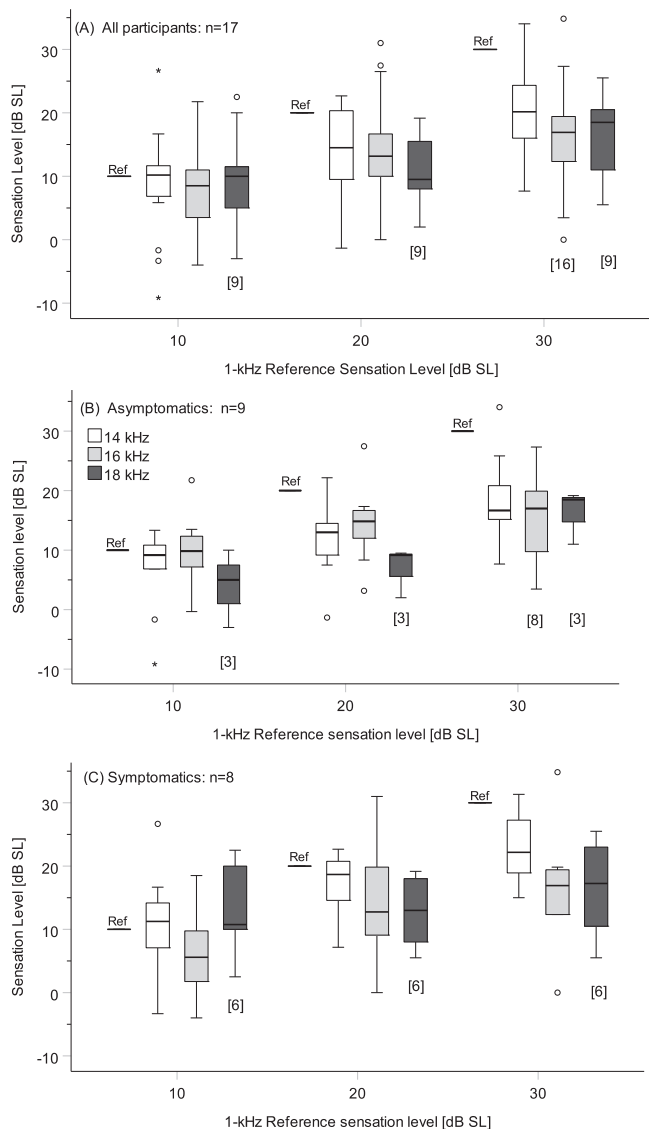 (A) All participants: n=17
Sensation Level [dB SL]
30
20
10
0
-10
Ref
Ref
Ref
[9]
[9]
[16]
[9]
10
20
30
1-kHz Reference Sensation Level [dB SL]
(B) Asymptomatics: n=9
14 kHz
16 kHz
18 kHz
Sensation level [dB SL]
30
20
10
0
-10
Ref
Ref
Ref
[3]
[3]
[8]
[3]
10
20
30
1-kHz Reference sensation level [dB SL]
(C) Symptomatics: n=8
Sensation Level [dB SL]
30
20
10
0
-10
Ref
Ref
Ref
[6]
[6]
[6]
10
20
30
1-kHz Reference sensation level [dB SL]